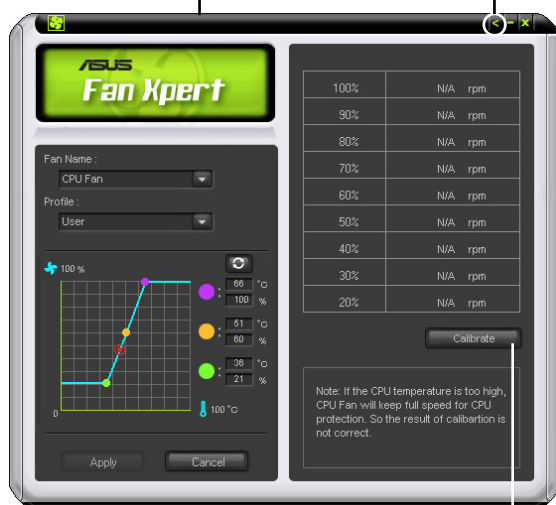 ASUS
Fan Xpert
Fan Name :
CPU Fan
Profile :
User
100 %
66 °C
100 %
51 °C
60 %
36 °C
21 %
0
100 °C
Apply
Cancel
100% N/A rpm
90% N/A rpm
80% N/A rpm
70% N/A rpm
60% N/A rpm
50% N/A rpm
40% N/A rpm
30% N/A rpm
20% N/A rpm
Calibrate
Note: If the CPU temperature is too high,
CPU Fan will keep full speed for CPU
protection. So the result of calibartion is
not correct.